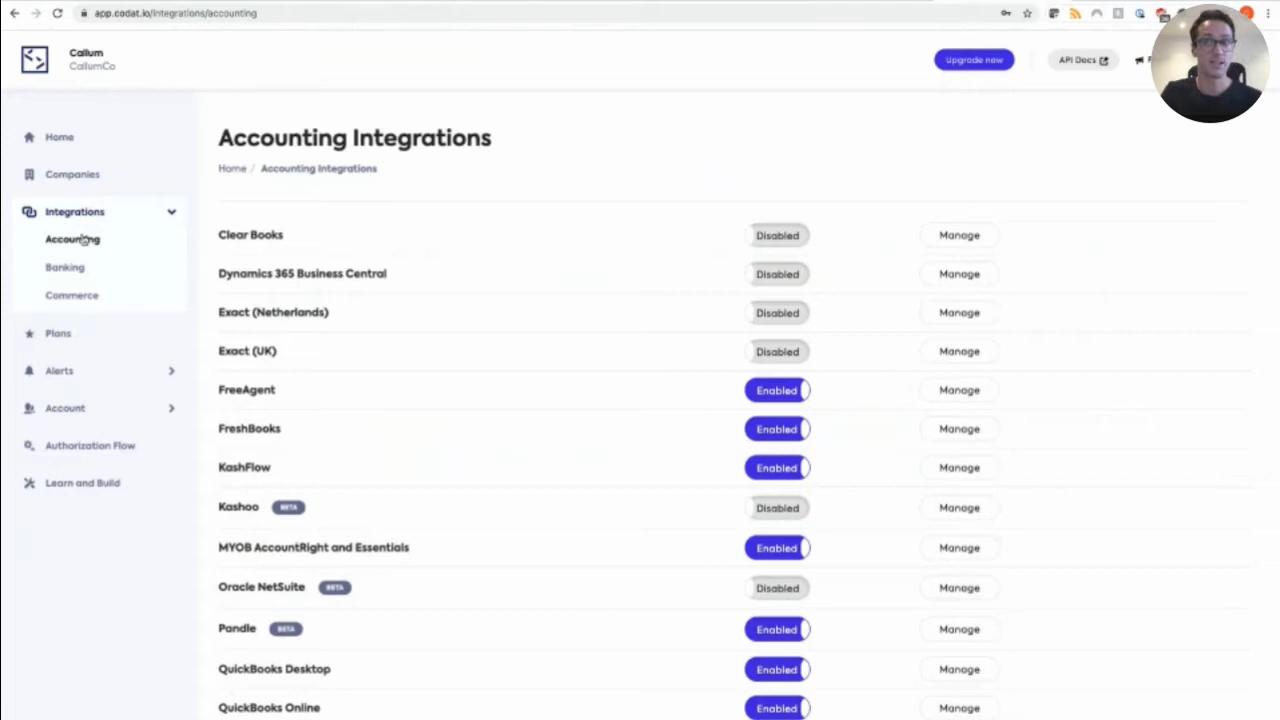 app.codat.io/integrations/accounting
Callum
CallumCo
Upgrade now
API Docs
Home
Companies
Integrations
Accounting
Banking
Commerce
Plans
Alerts
Account
Authorization Flow
Learn and Build
Accounting Integrations
Home / Accounting Integrations
Clear Books Disabled Manage
Dynamics 365 Business Central Disabled Manage
Exact (Netherlands) Disabled Manage
Exact (UK) Disabled Manage
FreeAgent Enabled Manage
FreshBooks Enabled Manage
KashFlow Enabled Manage
Kashoo BETA Disabled Manage
MYOB AccountRight and Essentials Enabled Manage
Oracle NetSuite BETA Disabled Manage
Pandle BETA Enabled Manage
QuickBooks Desktop Enabled Manage
QuickBooks Online Enabled Manage